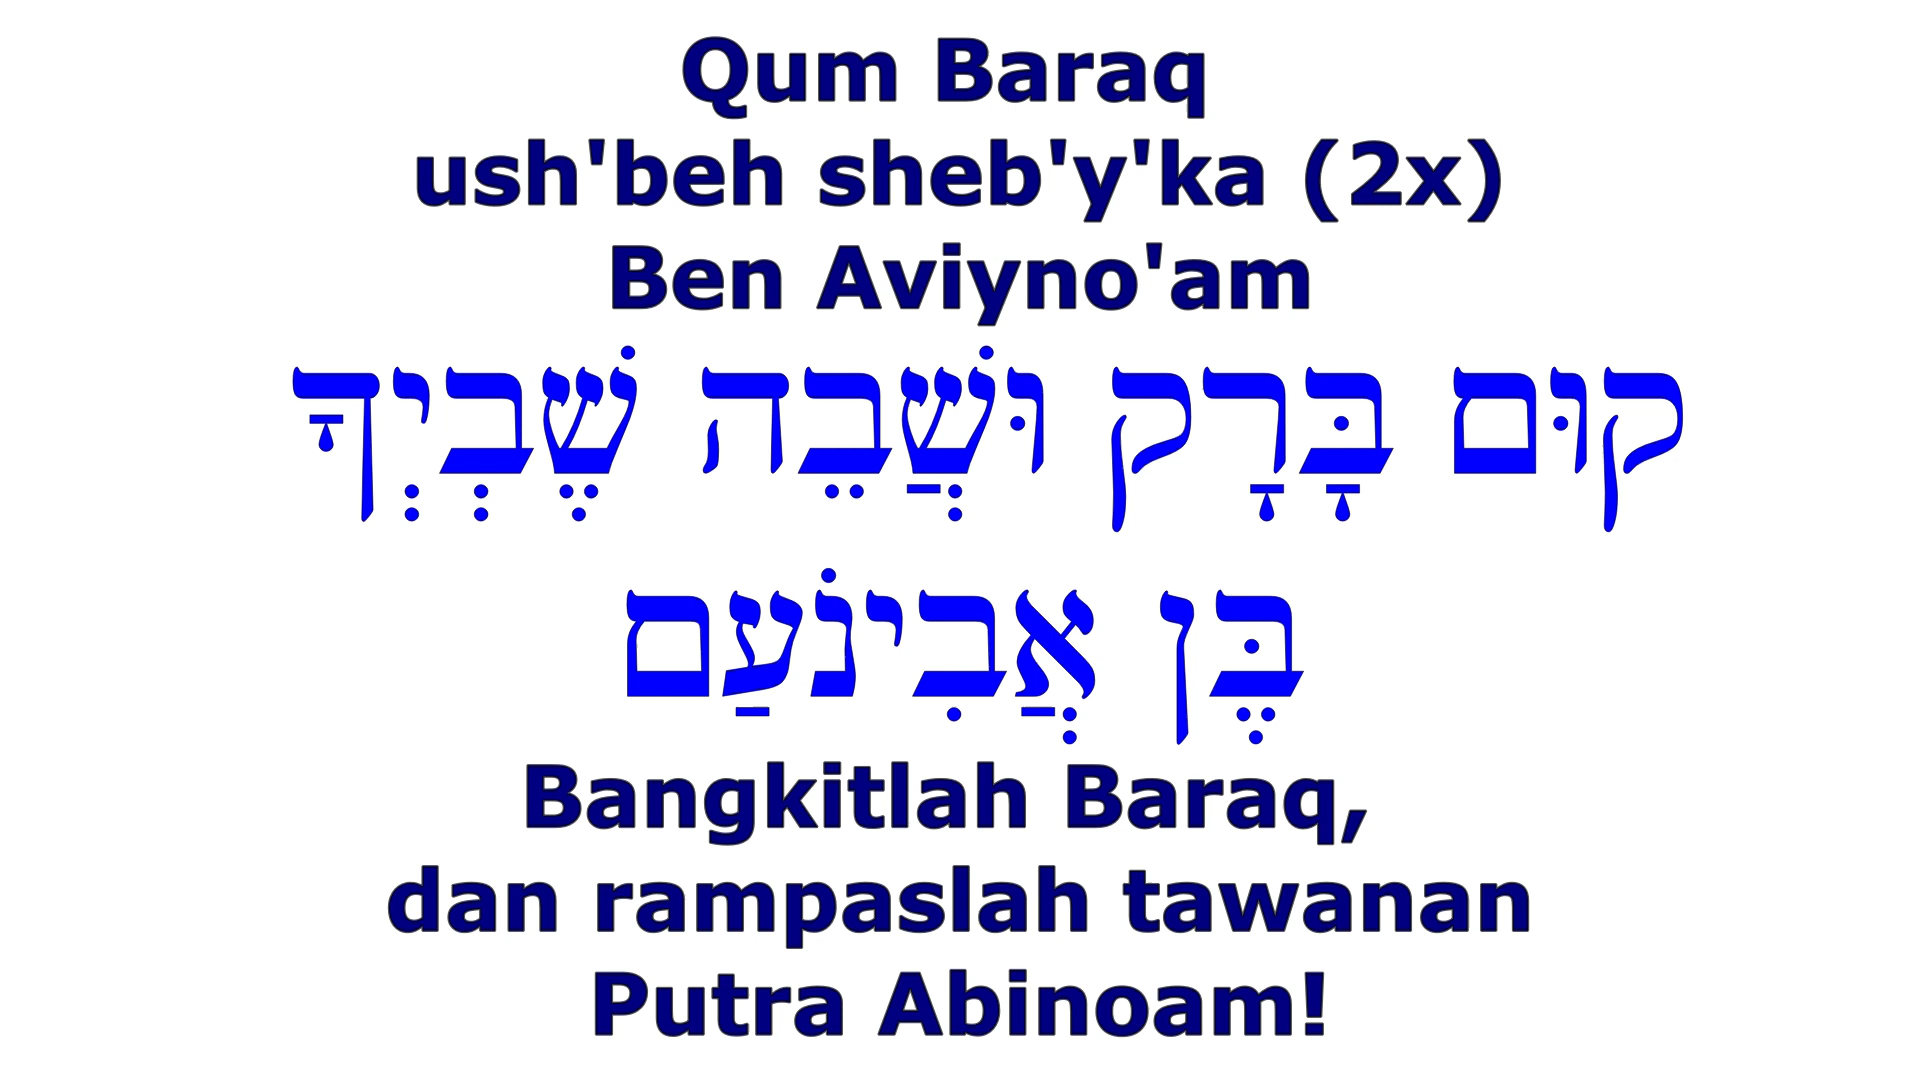 Qum Baraq
ush'beh sheb'y'ka (2x)
Ben Aviyno'am
קוּם בָּרָק וּשֲׁבֵה שֶׁבְיְךָ
בֶּן אֲבִינֹעַם
Bangkitlah Baraq,
dan rampaslah tawanan
Putra Abinoam!